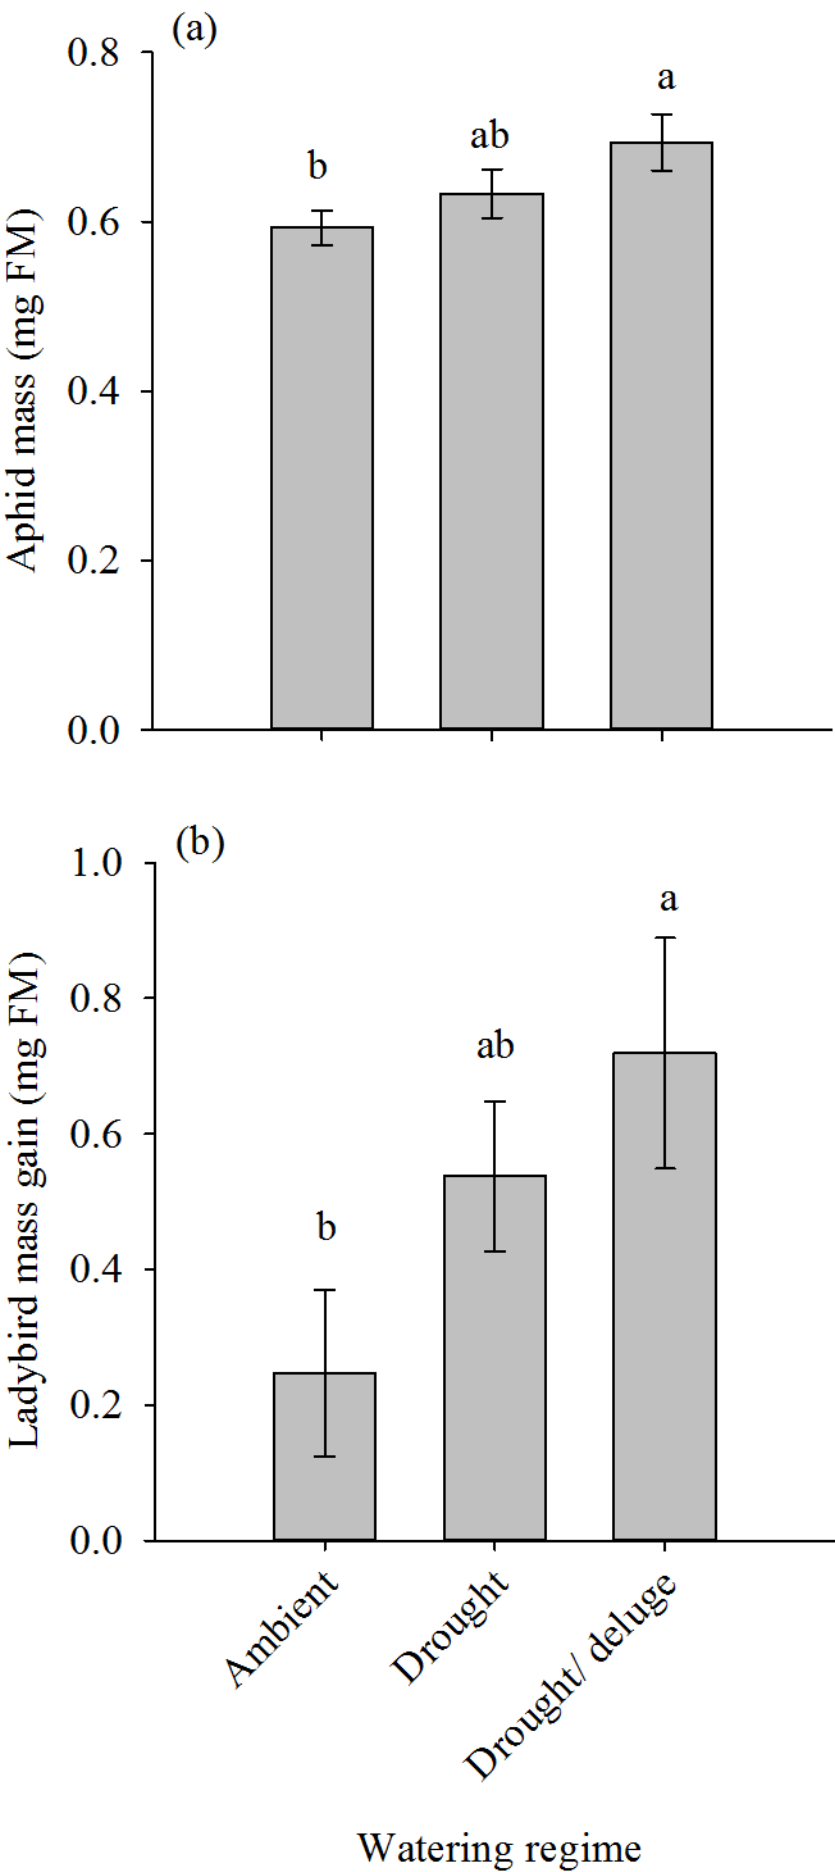 (a)
Aphid mass (mg FM)
0.8
0.6
0.4
0.2
0.0
b
ab
a
(b)
Ladybird mass gain (mg FM)
1.0
0.8
0.6
0.4
0.2
0.0
b
ab
a
Ambient
Drought
Drought/ deluge
Watering regime